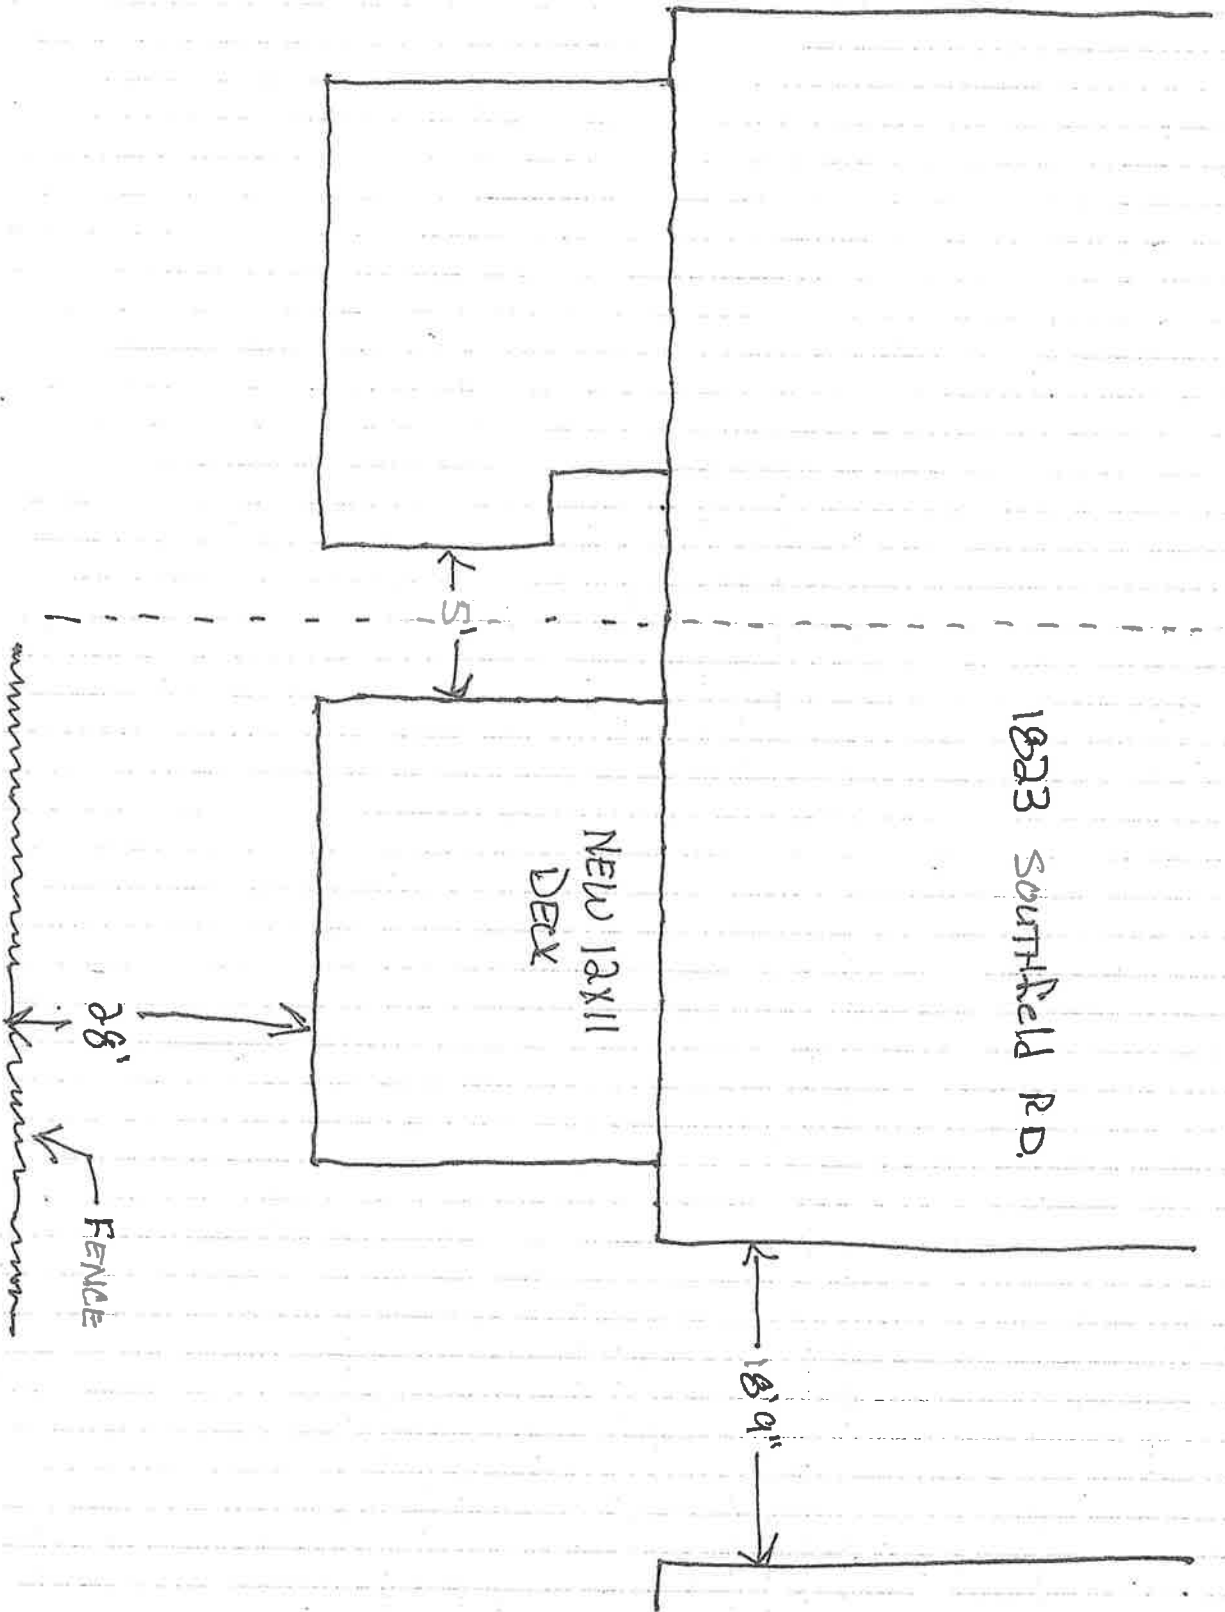 1823 SOUTHfield RD.
NEW 12X11
DECK
5'
18'9"
28'
FENCE